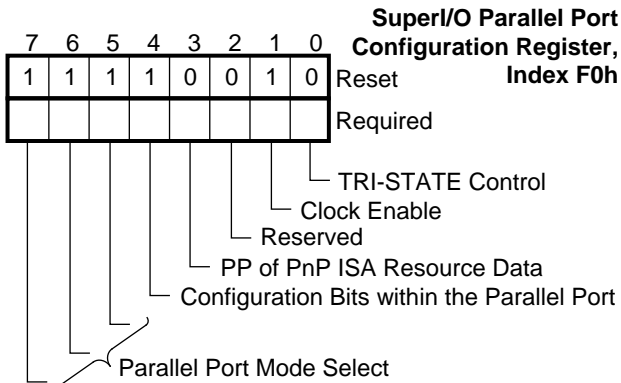 SuperI/O Parallel Port
Configuration Register,
Index F0h
7 6 5 4 3 2 1 0
1 1 1 1 0 0 1 0 Reset
Required
TRI-STATE Control
Clock Enable
Reserved
PP of PnP ISA Resource Data
Configuration Bits within the Parallel Port
Parallel Port Mode Select